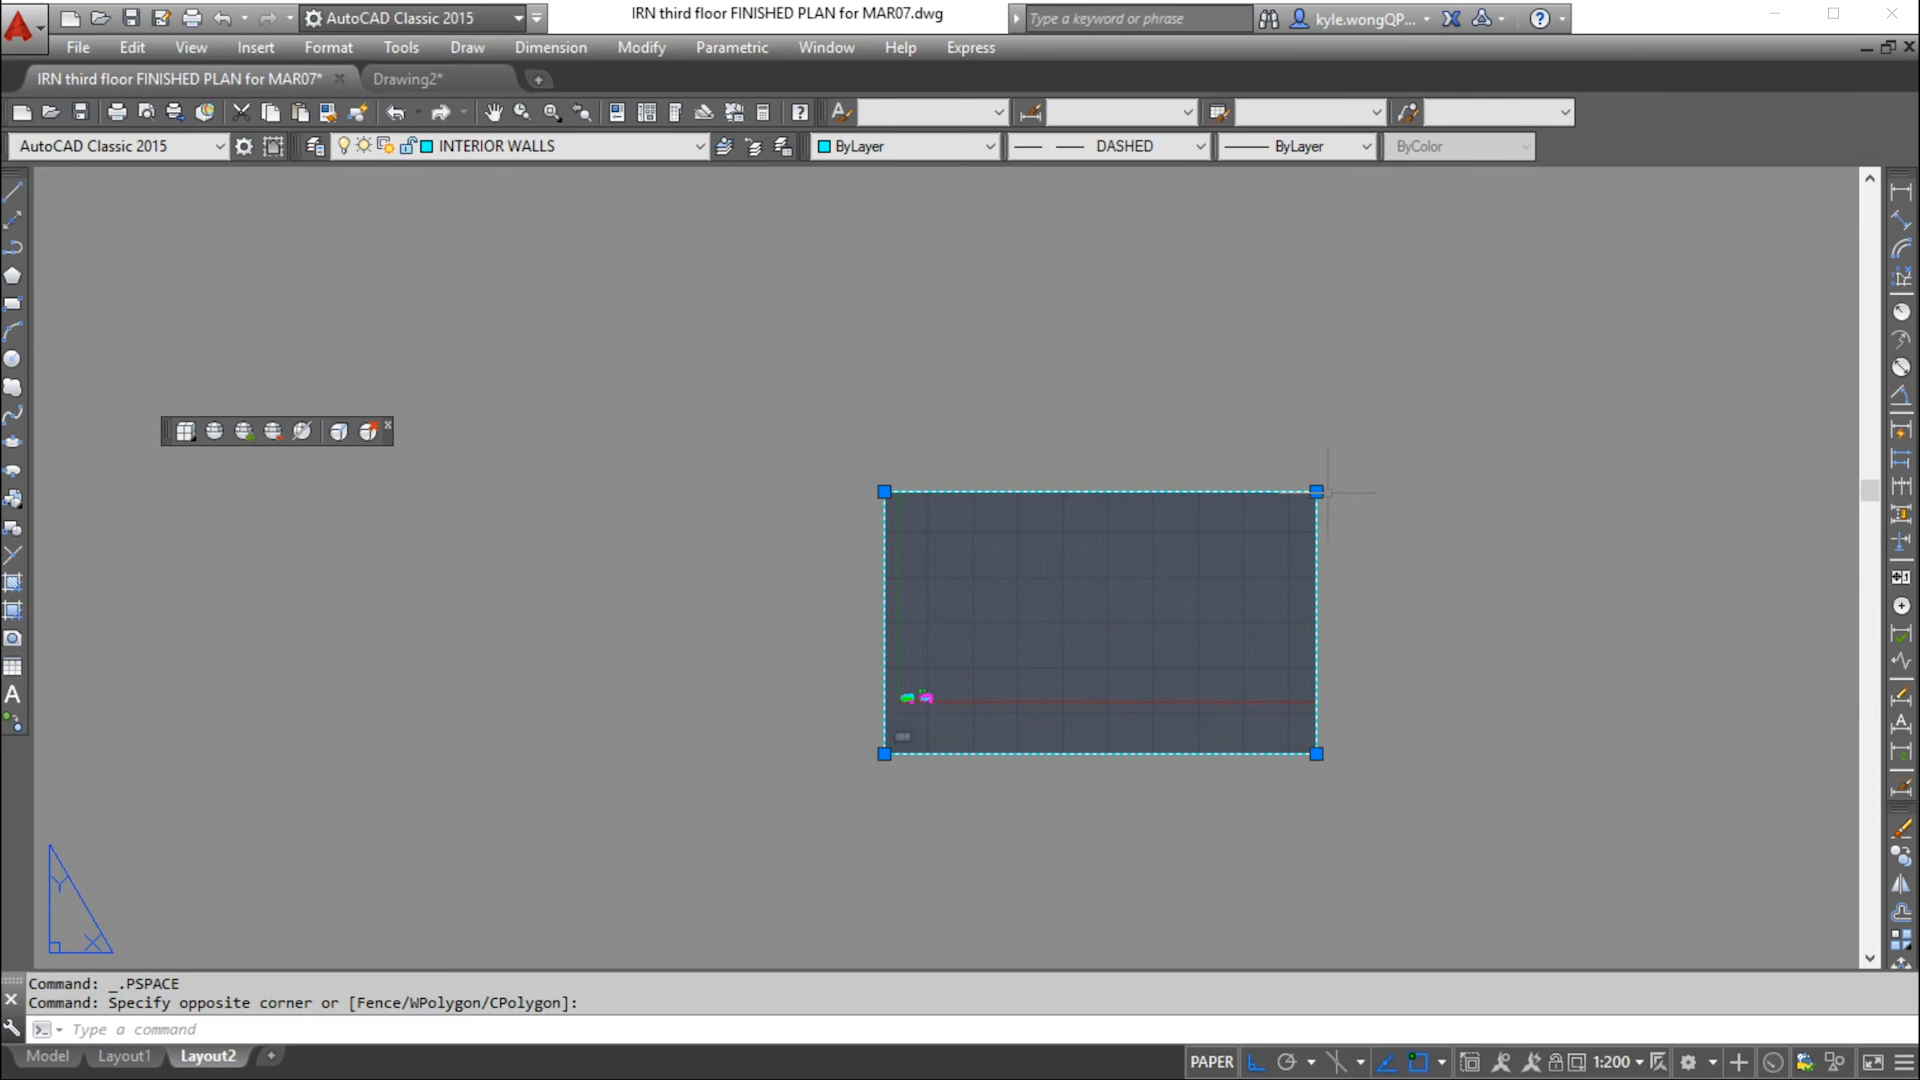 AutoCAD Classic 2015
IRN third floor FINISHED PLAN for MAR07.dwg
Type a keyword or phrase
kyle.wongQP...
File Edit View Insert Format Tools Draw Dimension Modify Parametric Window Help Express
IRN third floor FINISHED PLAN for MAR07*
Drawing2*
AutoCAD Classic 2015
INTERIOR WALLS
ByLayer
DASHED
ByLayer
ByColor
Y
X
Command: _.PSPACE
Command: Specify opposite corner or [Fence/WPolygon/CPolygon]:
Type a command
Model Layout1 Layout2
PAPER
1:200